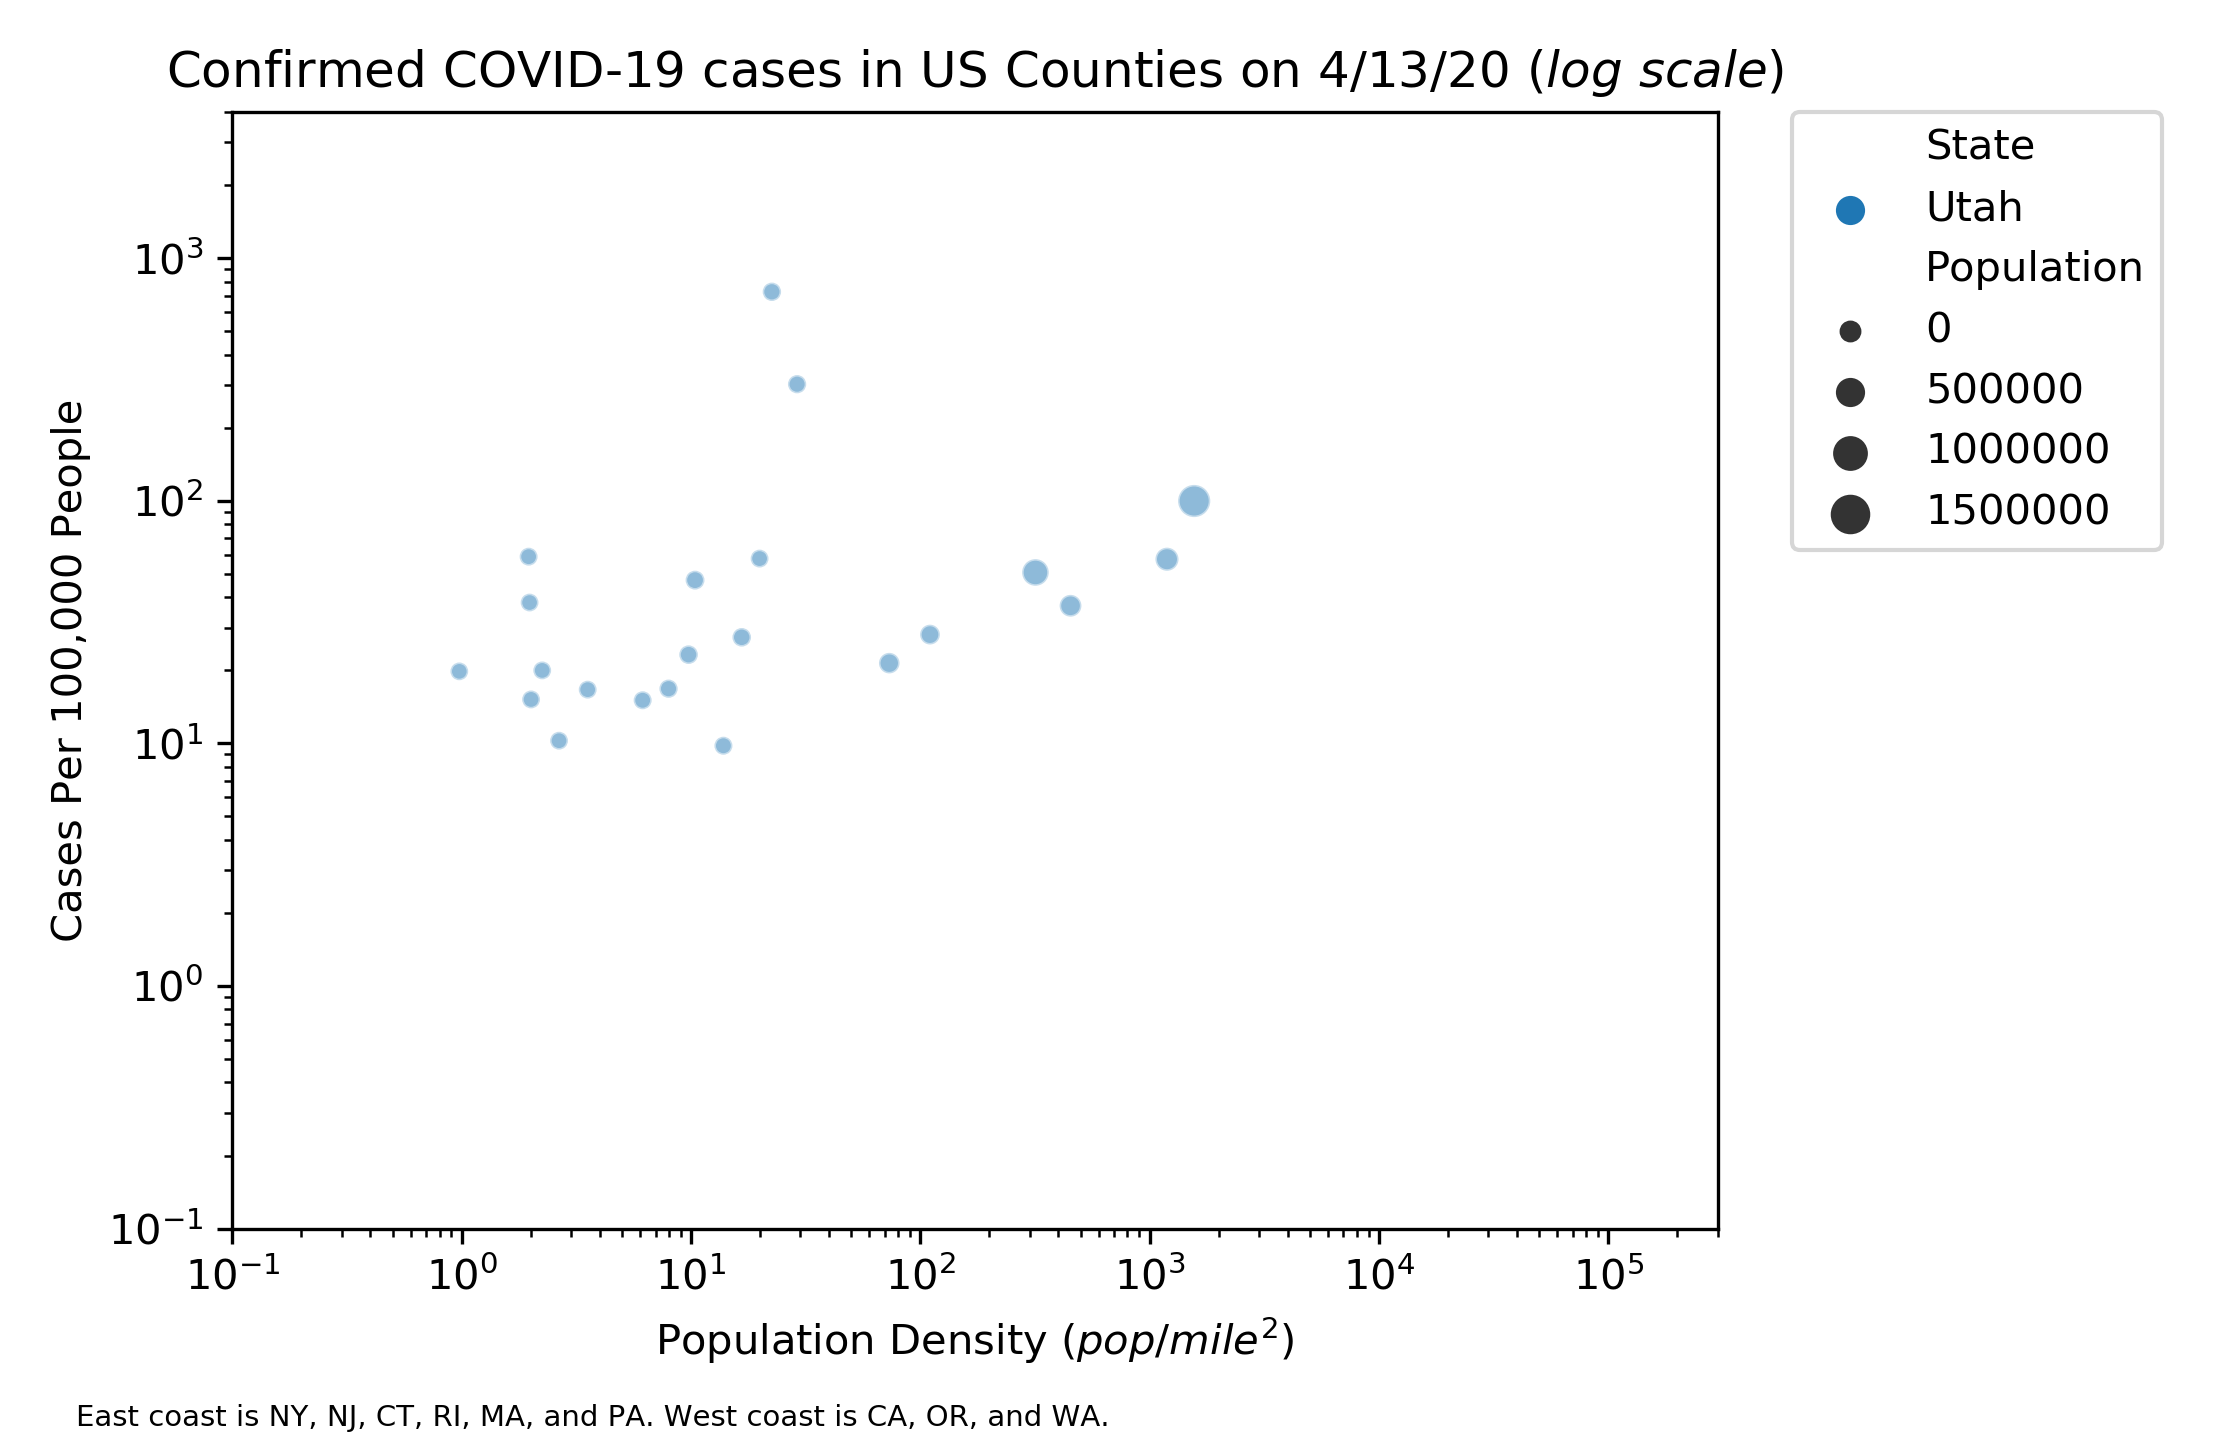 Confirmed COVID-19 cases in US Counties on 4/13/20 (log scale)
State
Utah
Population
0
500000
1000000
1500000
Cases Per 100,000 People
10³
10²
10¹
10⁰
10⁻¹
10⁻¹ 10⁰ 10¹ 10² 10³ 10⁴ 10⁵
Population Density (pop/mile²)
East coast is NY, NJ, CT, RI, MA, and PA. West coast is CA, OR, and WA.